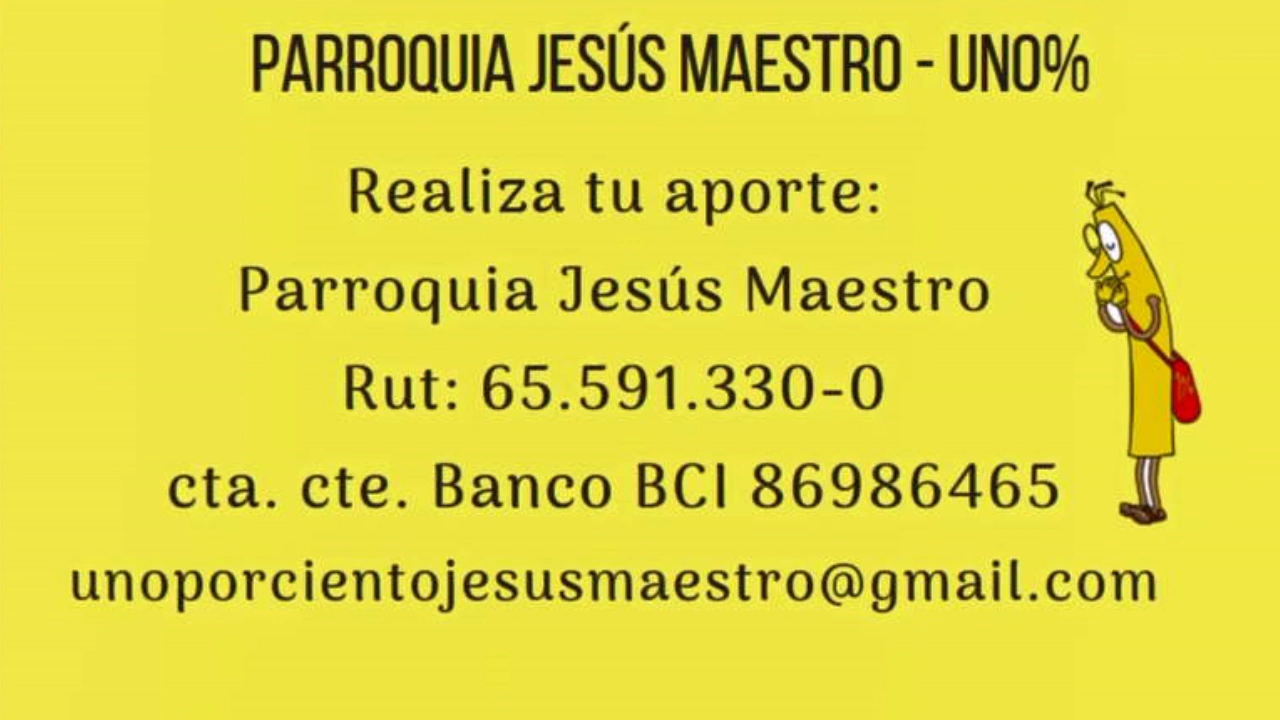 PARROQUIA JESÚS MAESTRO - UNO%
Realiza tu aporte:
Parroquia Jesús Maestro
Rut: 65.591.330-0
cta. cte. Banco BCI 86986465
unoporcientojesusmaestro@gmail.com